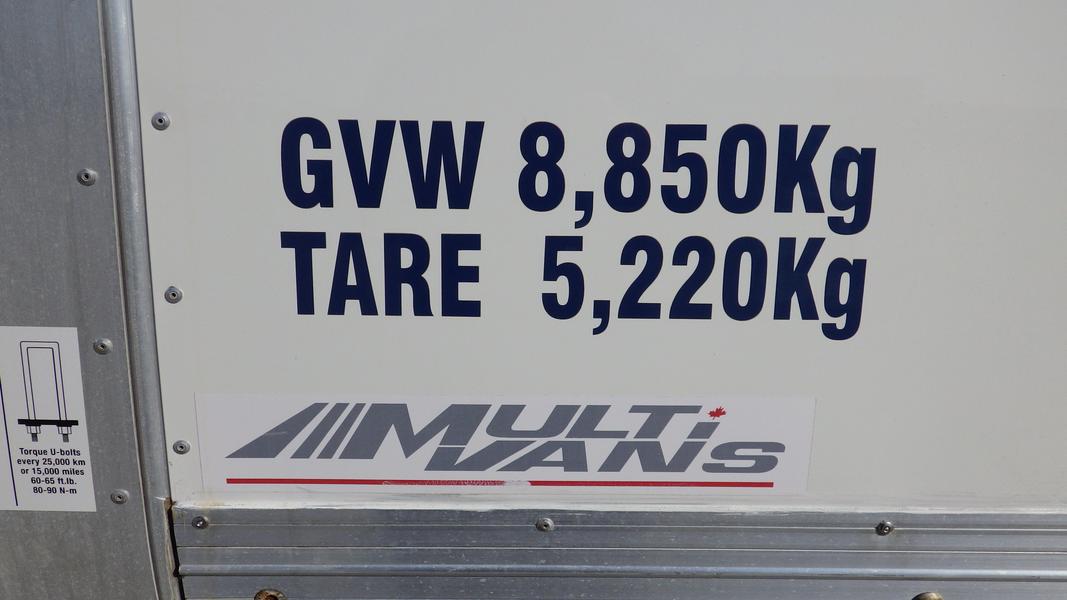 GVW 8,850Kg
TARE 5,220Kg
MULTi
VANS
Torque U-bolts
every 25,000 km
or 15,000 miles
60-65 ft.lb.
80-90 N-m